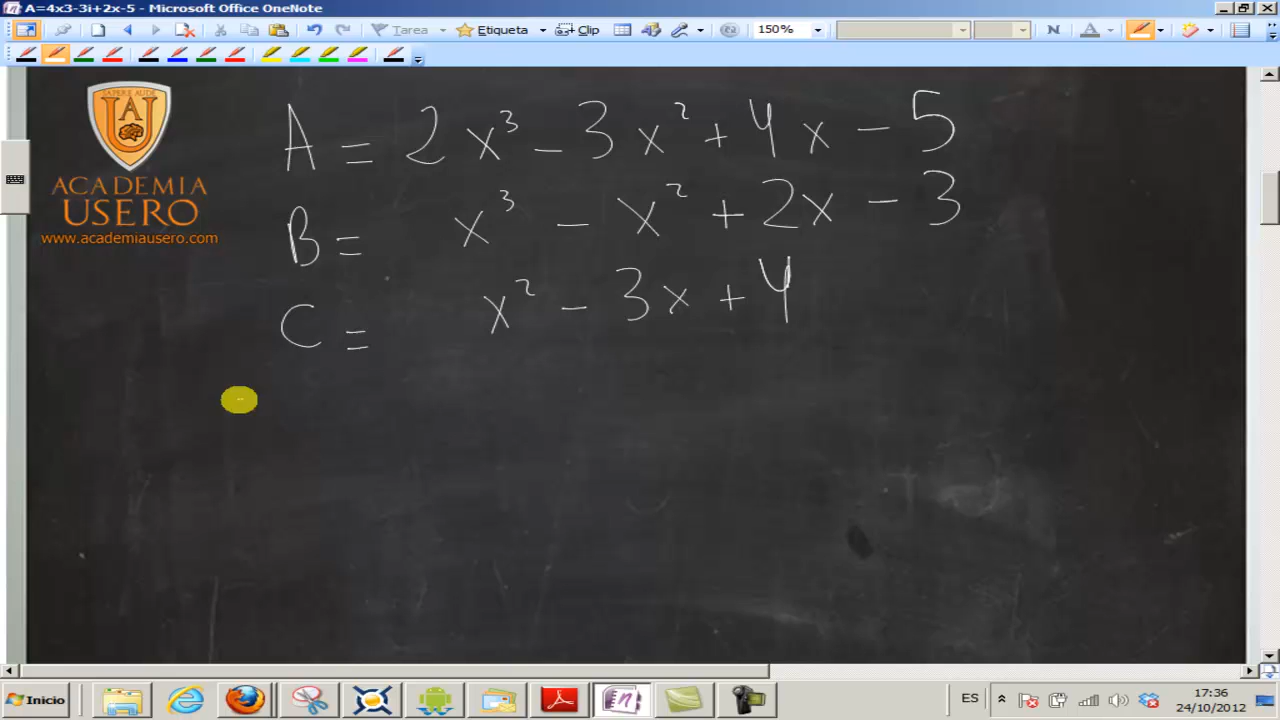 A=4x3-3i+2x-5 - Microsoft Office OneNote
Tarea Etiqueta Clip 150% N A
SAPERE AUDE
UA
ACADEMIA
USERO
www.academiausero.com
A = 2x³ - 3x² + 4x - 5
B = x³ - x² + 2x - 3
C = x² - 3x + 4
Inicio
ES
17:36
24/10/2012